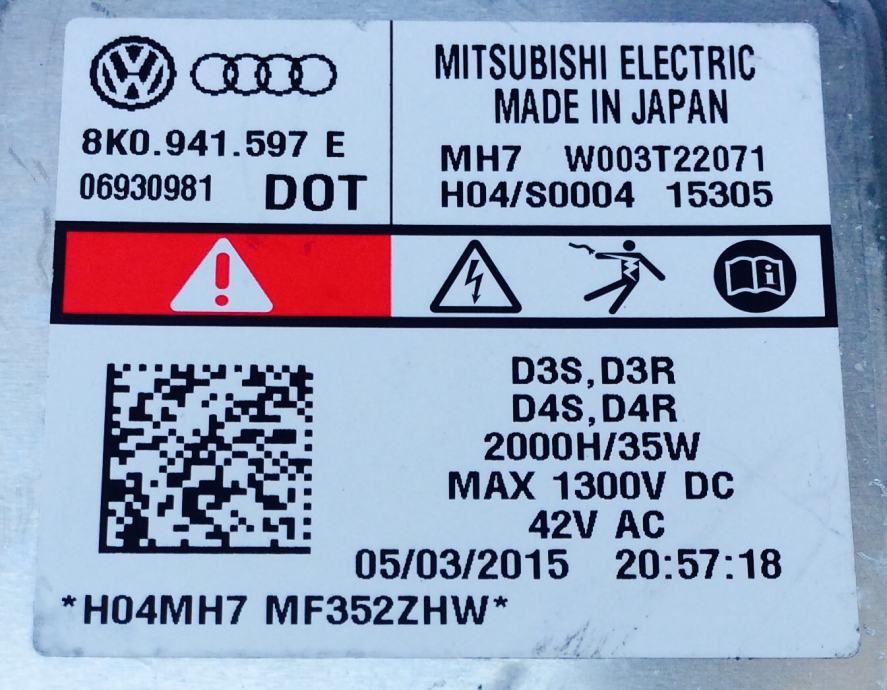 8K0.941.597 E
06930981 DOT
MITSUBISHI ELECTRIC
MADE IN JAPAN
MH7 W003T22071
H04/S0004 15305
D3S,D3R
D4S,D4R
2000H/35W
MAX 1300V DC
42V AC
05/03/2015 20:57:18
*H04MH7 MF352ZHW*